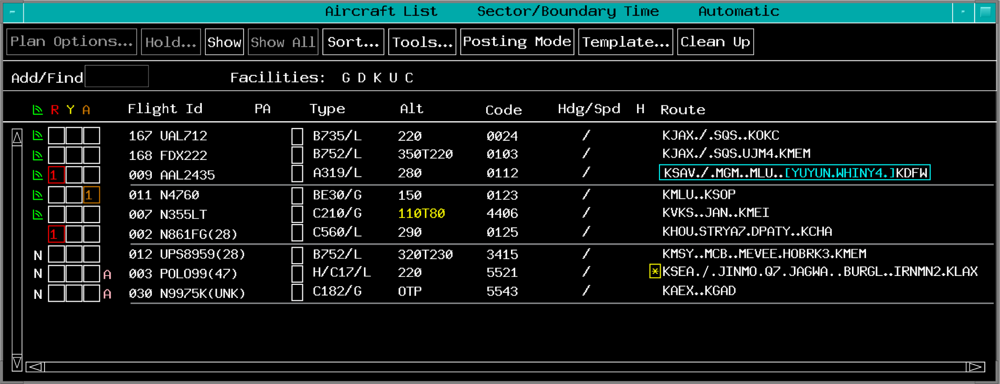 Aircraft List Sector/Boundary Time Automatic
Plan Options... Hold... Show Show All Sort... Tools... Posting Mode Template... Clean Up
Add/Find Facilities: G D K U C
R Y A Flight Id PA Type Alt Code Hdg/Spd H Route
167 UAL712 B735/L 220 0024 / KJAX./.SQS..KOKC
168 FDX222 B752/L 350T220 0103 / KJAX./.SQS.UJM4.KMEM
1 009 AAL2435 A319/L 280 0112 / KSAV./.MGM..MLU..[YUYUN.WHINY4.]KDFW
1 011 N4760 BE30/G 150 0123 / KMLU..KSOP
007 N355LT C210/G 110T80 4406 / KVKS..JAN..KMEI
1 002 N861FG(28) C560/L 290 0125 / KHOU.STRYA7.DPATY..KCHA
N 012 UPS8959(28) B752/L 320T230 3415 / KMSY..MCB..MEVEE.HOBRK3.KMEM
N A 003 POLO99(47) H/C17/L 220 5521 / *KSEA./.JINMO.Q7.JAGWA..BURGL..IRNMN2.KLAX
N A 030 N9975K(UNK) C182/G OTP 5543 / KAEX..KGAD